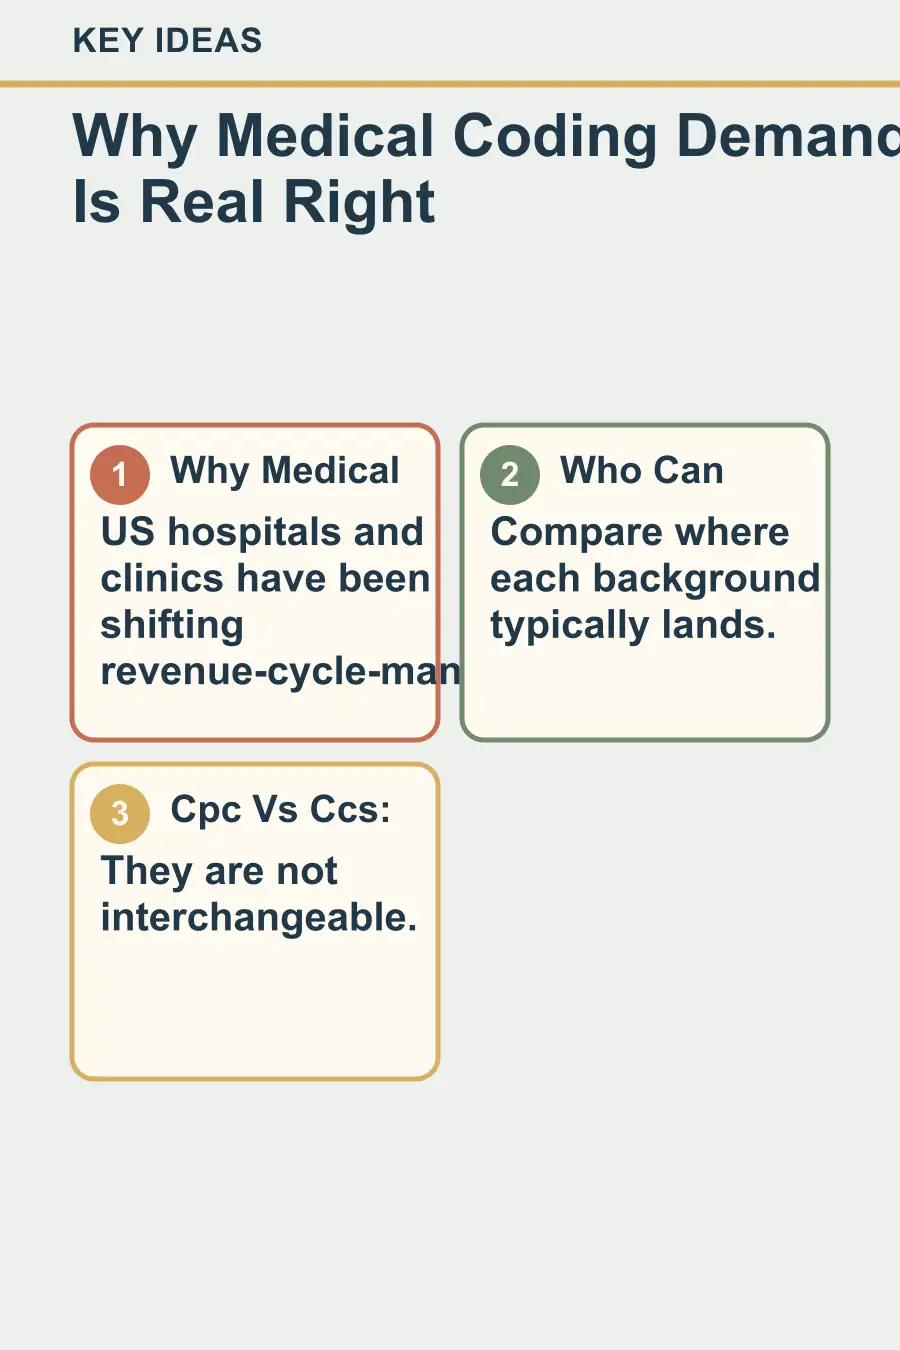 KEY IDEAS
Why Medical Coding Demand
Is Real Right
1 Why Medical
US hospitals and
clinics have been
shifting
revenue-cycle-man
2 Who Can
Compare where
each background
typically lands.
3 Cpc Vs Ccs:
They are not
interchangeable.